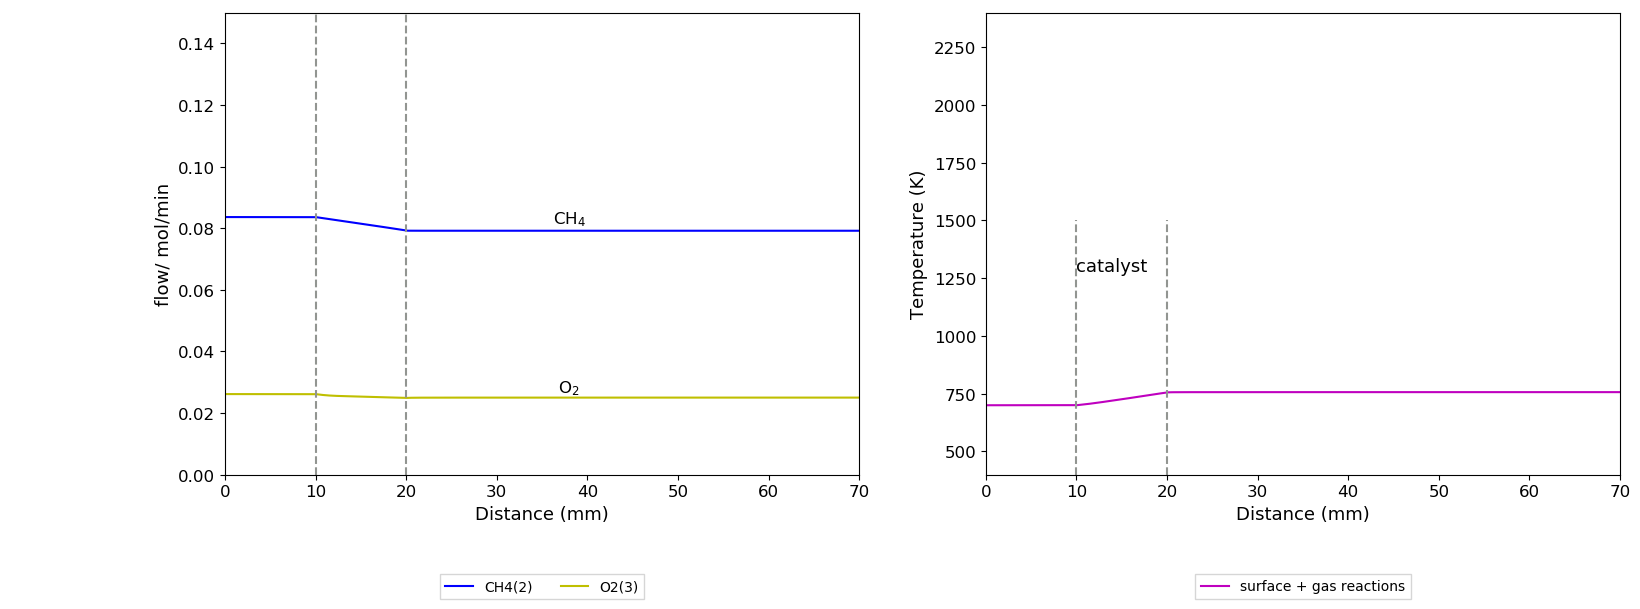 0.14
0.12
0.10
0.08
0.06
0.04
0.02
0.00
flow/ mol/min
CH₄
O₂
0 10 20 30 40 50 60 70
Distance (mm)
CH4(2) O2(3)
2250
2000
1750
1500
1250
1000
750
500
Temperature (K)
catalyst
0 10 20 30 40 50 60 70
Distance (mm)
surface + gas reactions